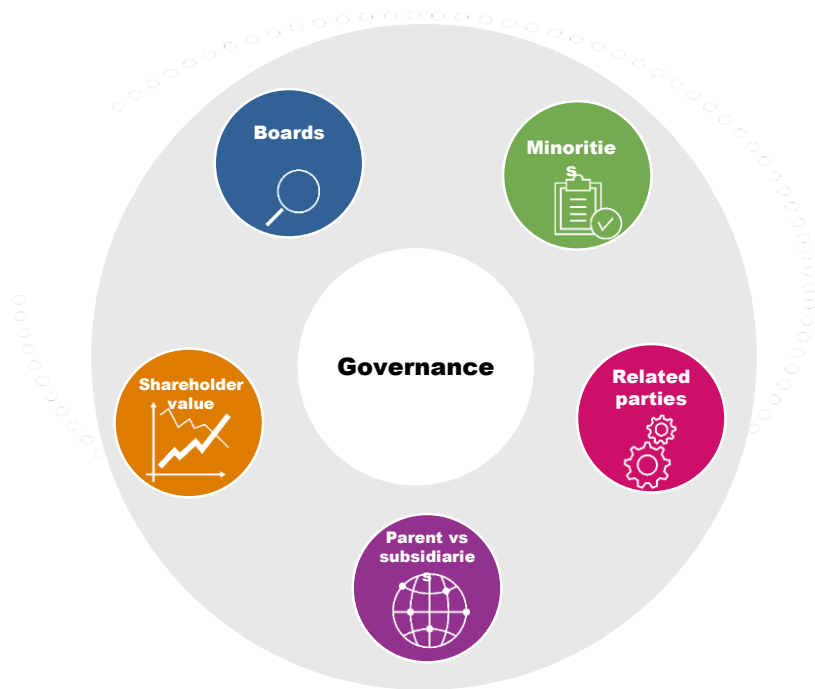 Boards
Minoritie
s
Governance
Shareholder
value
Related
parties
Parent vs
subsidiarie
s